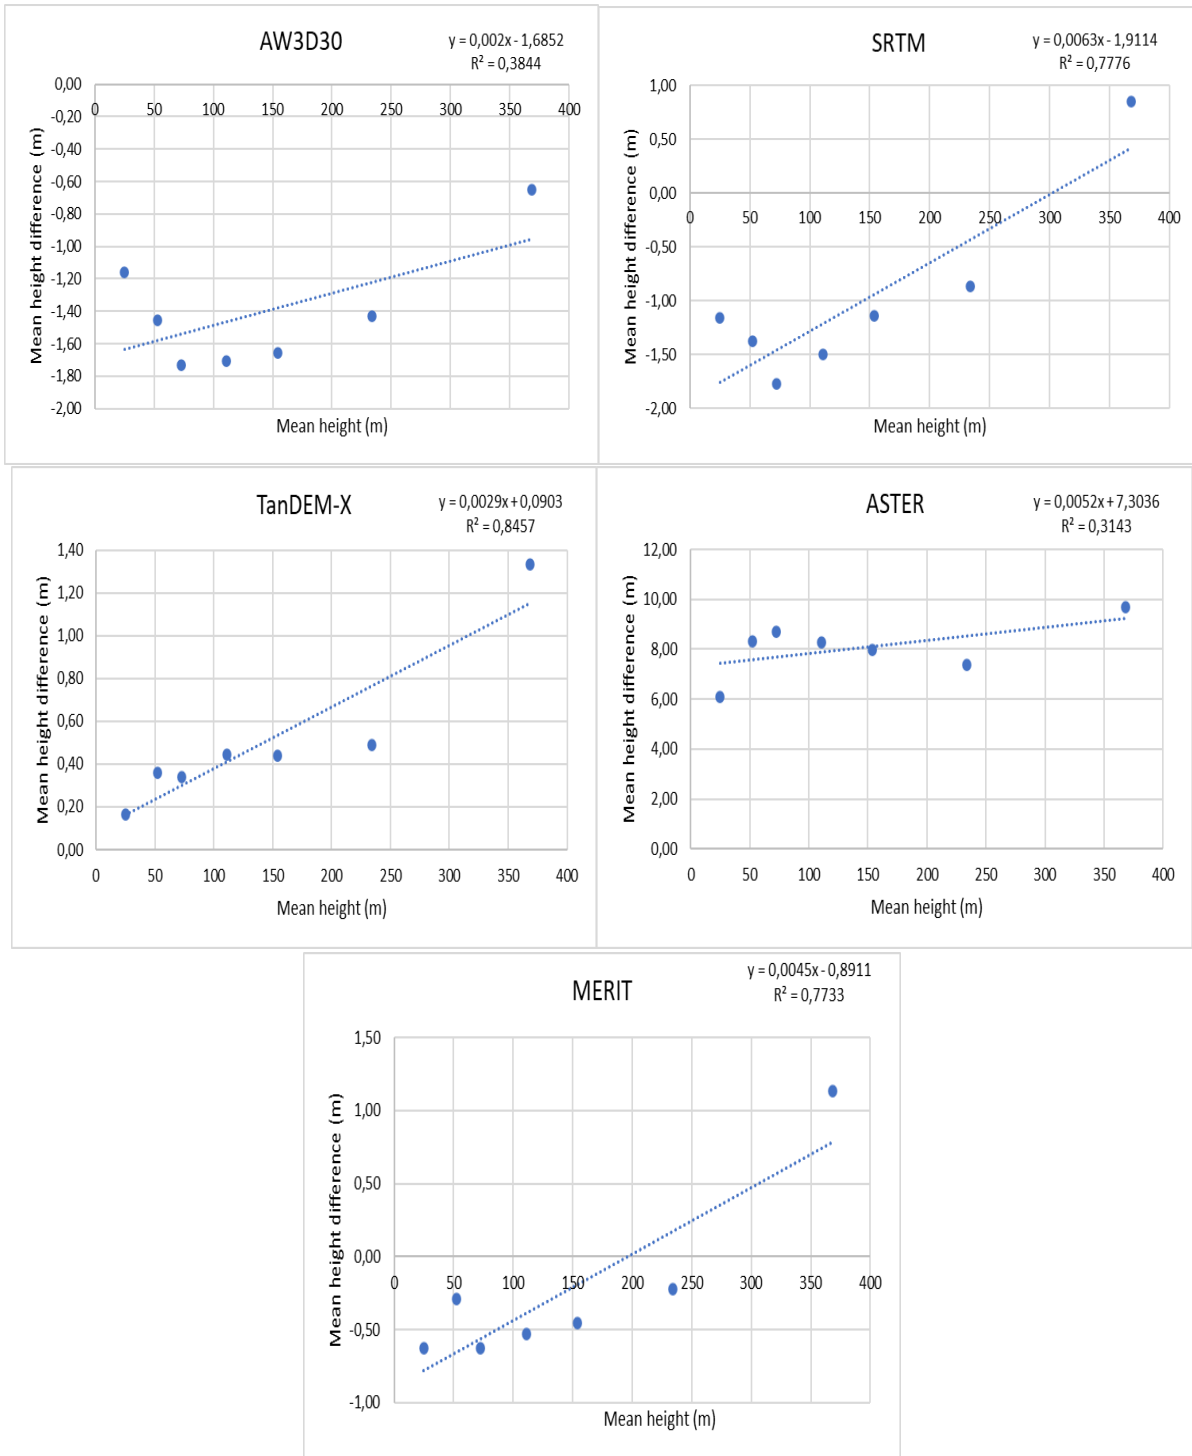 AW3D30
y = 0,002x - 1,6852
R² = 0,3844
0,00
-0,20
-0,40
-0,60
-0,80
-1,00
-1,20
-1,40
-1,60
-1,80
-2,00
0 50 100 150 200 250 300 350 400
Mean height difference (m)
Mean height (m)
SRTM
y = 0,0063x - 1,9114
R² = 0,7776
1,00
0,50
0,00
-0,50
-1,00
-1,50
-2,00
0 50 100 150 200 250 300 350 400
Mean height difference (m)
Mean height (m)
TanDEM-X
y = 0,0029x + 0,0903
R² = 0,8457
1,40
1,20
1,00
0,80
0,60
0,40
0,20
0,00
0 50 100 150 200 250 300 350 400
Mean height difference (m)
Mean height (m)
ASTER
y = 0,0052x + 7,3036
R² = 0,3143
12,00
10,00
8,00
6,00
4,00
2,00
0,00
0 50 100 150 200 250 300 350 400
Mean height difference (m)
Mean height (m)
MERIT
y = 0,0045x - 0,8911
R² = 0,7733
1,50
1,00
0,50
0,00
-0,50
-1,00
0 50 100 150 200 250 300 350 400
Mean height difference (m)
Mean height (m)